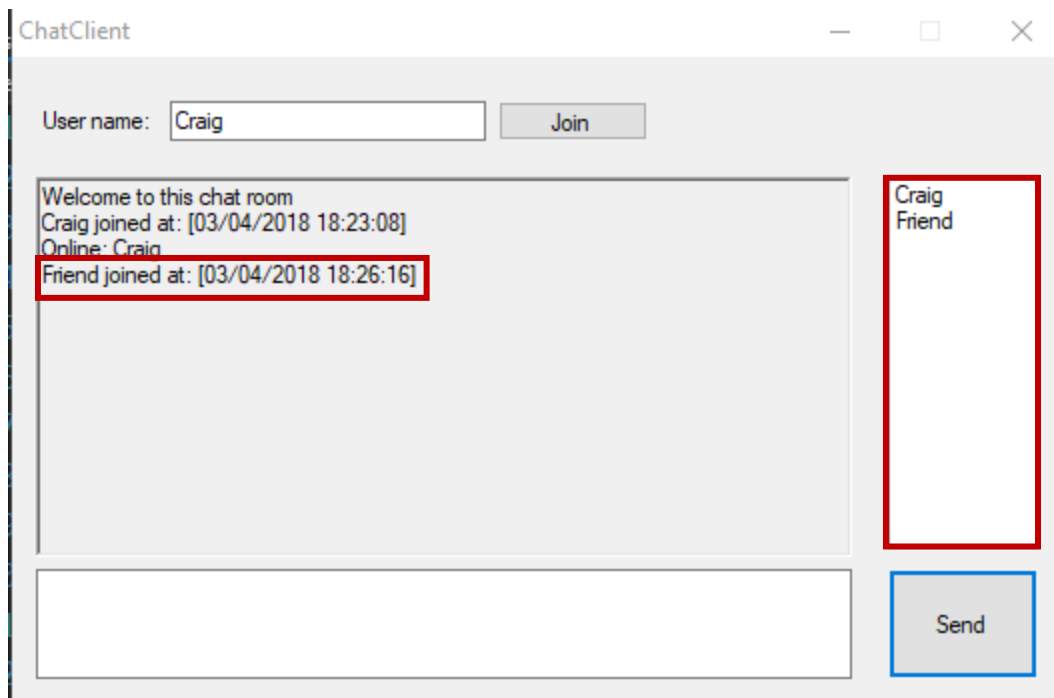 ChatClient
User name: Craig Join
Welcome to this chat room
Craig joined at: [03/04/2018 18:23:08]
Online: Craig
Friend joined at: [03/04/2018 18:26:16]
Craig
Friend
Send